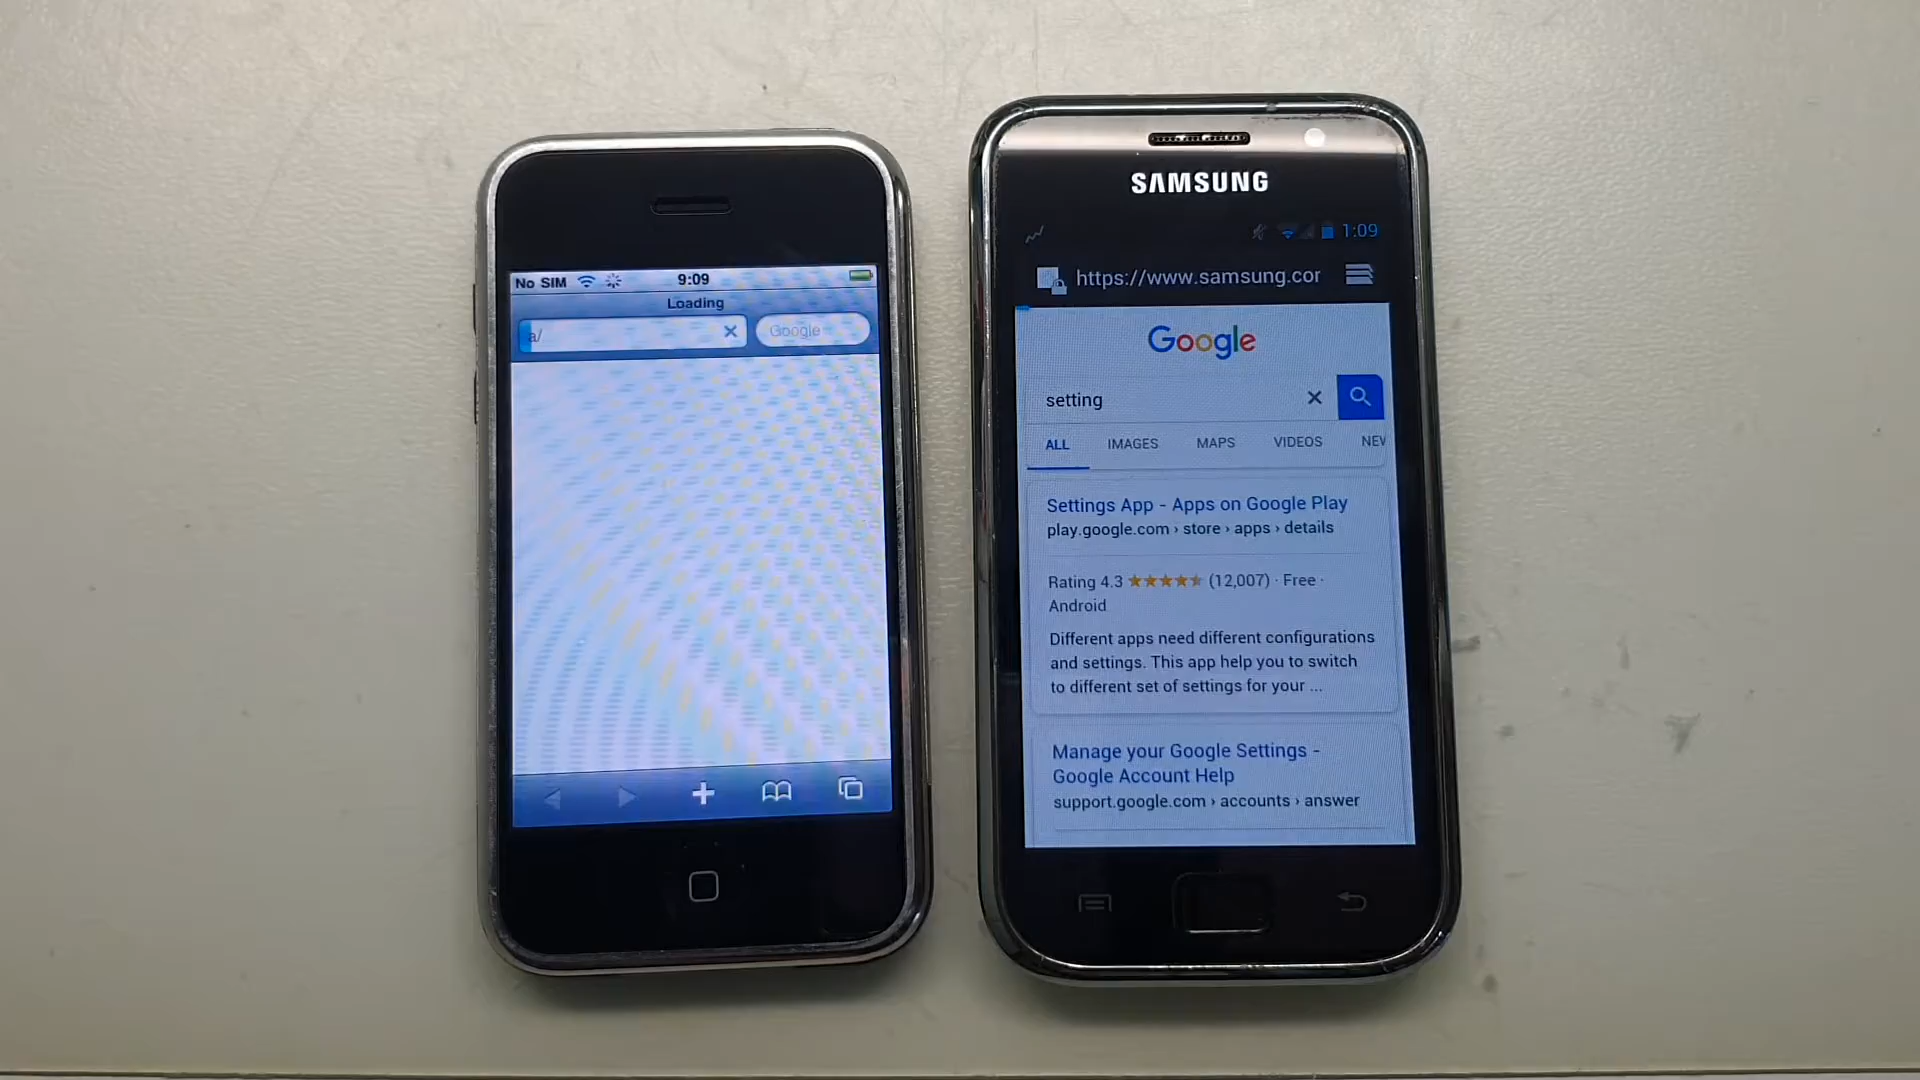 No SIM 9:09
Loading
a/ Google
SAMSUNG
1:09
https://www.samsung.cor
Google
setting
ALL IMAGES MAPS VIDEOS NEW
Settings App - Apps on Google Play
play.google.com › store › apps › details
Rating 4.3 (12,007) · Free ·
Android
Different apps need different configurations
and settings. This app help you to switch
to different set of settings for your ...
Manage your Google Settings -
Google Account Help
support.google.com › accounts › answer